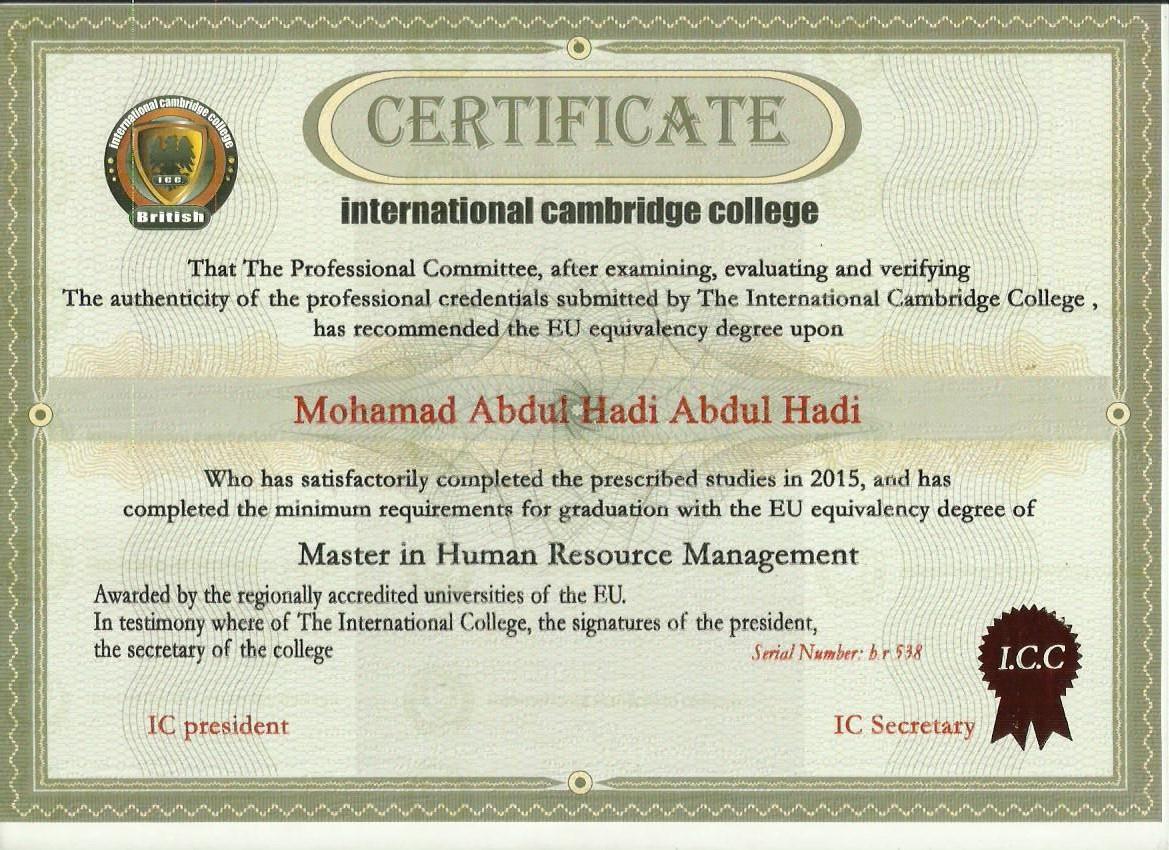 CERTIFICATE
international cambridge college
I C C
British
international cambridge college
That The Professional Committee, after examining, evaluating and verifying
The authenticity of the professional credentials submitted by The International Cambridge College ,
has recommended the EU equivalency degree upon
Mohamad Abdul Hadi Abdul Hadi
Who has satisfactorily completed the prescribed studies in 2015, and has
completed the minimum requirements for graduation with the EU equivalency degree of
Master in Human Resource Management
Awarded by the regionally accredited universities of the EU.
In testimony where of The International College, the signatures of the president,
the secretary of the college
Serial Number: b r 538
I.C.C
IC president
IC Secretary